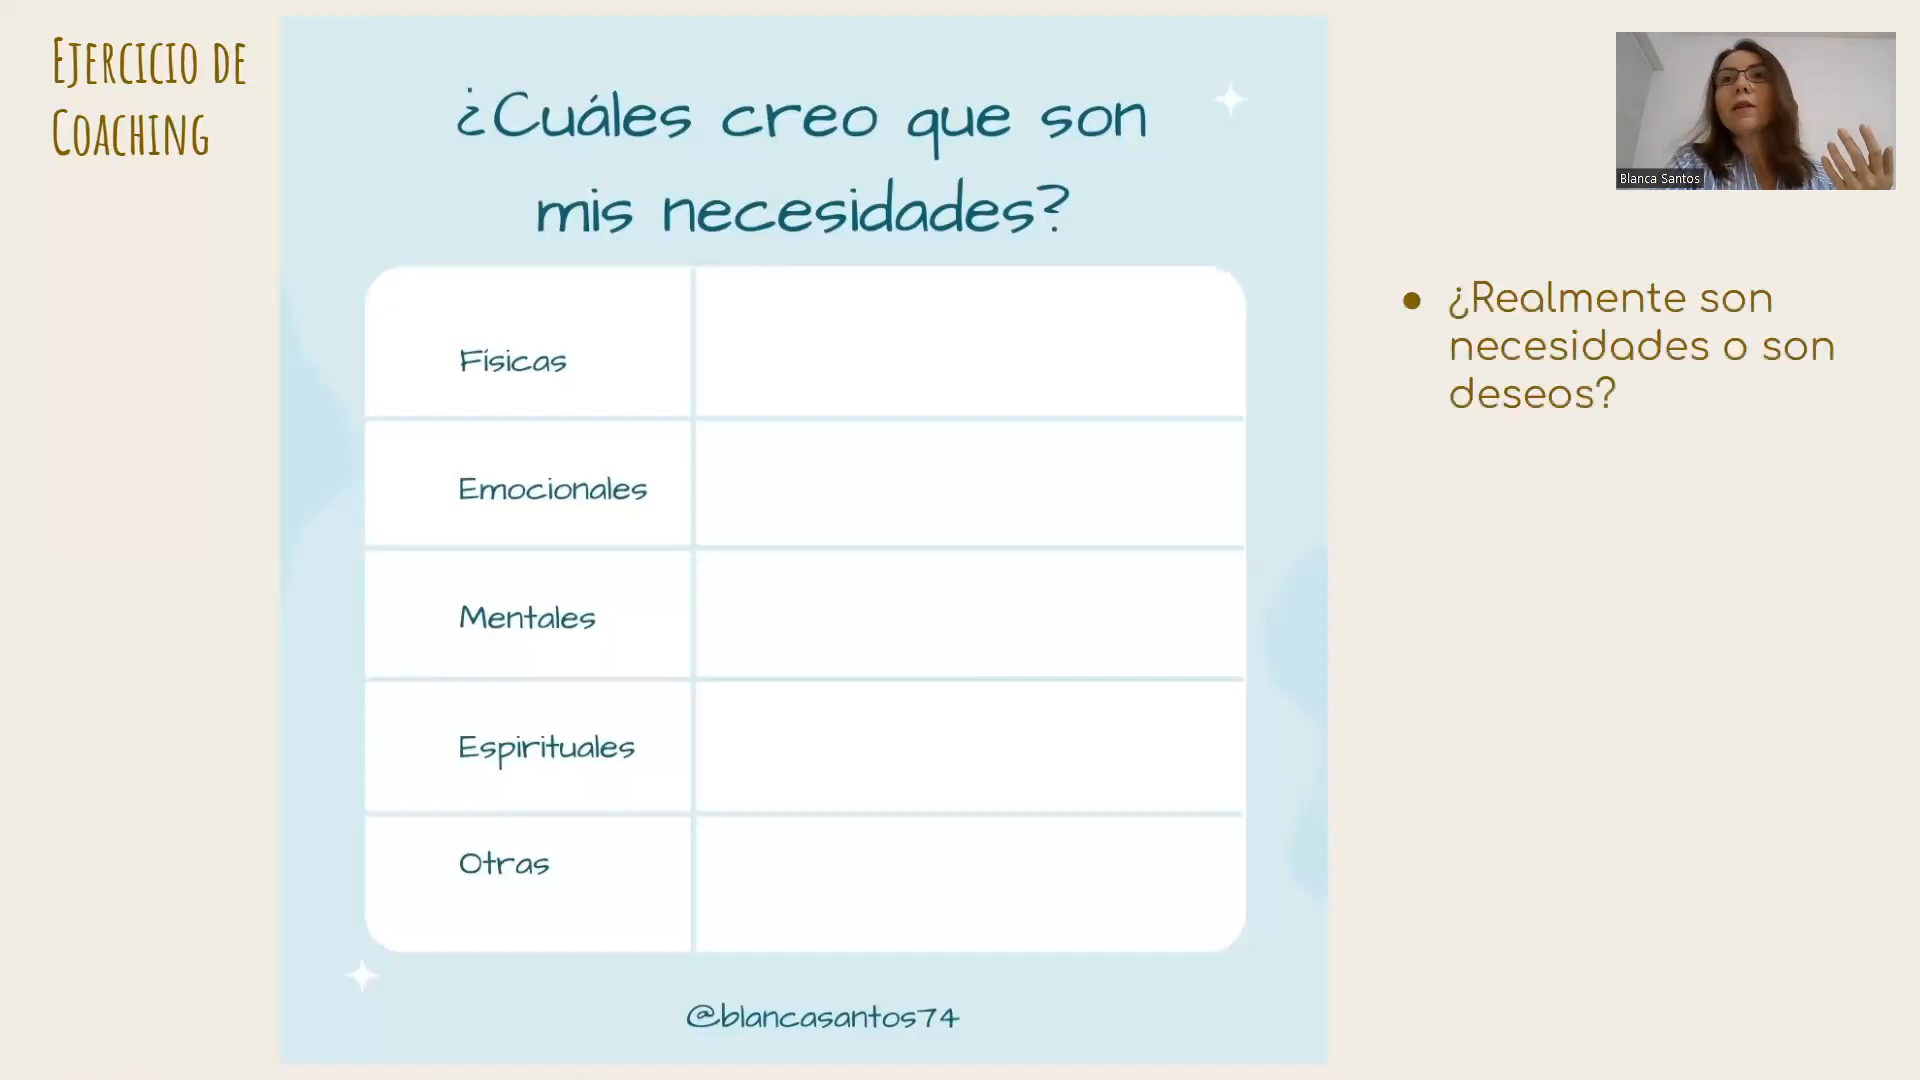 Ejercicio de
Coaching
¿Cuáles creo que son
mis necesidades?
Físicas
Emocionales
Mentales
Espirituales
Otras
@blancasantos74
Blanca Santos
● ¿Realmente son
necesidades o son
deseos?